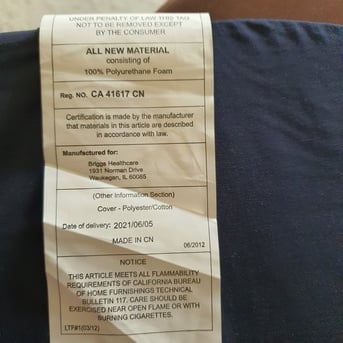 UNDER PENALTY OF LAW THIS TAG
NOT TO BE REMOVED EXCEPT
BY THE CONSUMER
ALL NEW MATERIAL
consisting of
100% Polyurethane Foam
Reg. NO. CA 41617 CN
Certification is made by the manufacturer
that materials in this article are described
in accordance with law.
Manufactured for:
Briggs Healthcare
1931 Norman Drive
Waukegan, IL 60085
(Other Information Section)
Cover - Polyester/Cotton
Date of delivery: 2021/06/05
MADE IN CN
06/2012
NOTICE
THIS ARTICLE MEETS ALL FLAMMABILITY
REQUIREMENTS OF CALIFORNIA BUREAU
OF HOME FURNISHINGS TECHNICAL
BULLETIN 117. CARE SHOULD BE
EXERCISED NEAR OPEN FLAME OR WITH
BURNING CIGARETTES.
LTF#1(03/12)